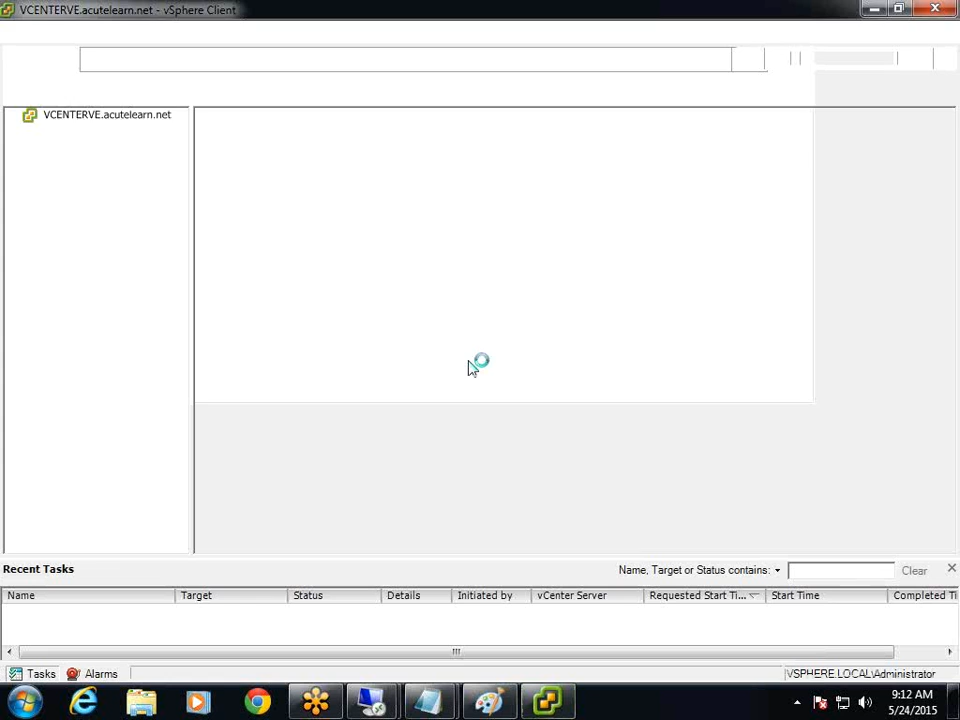 VCENTERVE.acutelearn.net - vSphere Client
VCENTERVE.acutelearn.net
Recent Tasks
Name, Target or Status contains:
Clear
Name Target Status Details Initiated by vCenter Server Requested Start Ti... Start Time Completed Ti
Tasks Alarms
VSPHERE.LOCAL\Administrator
9:12 AM
5/24/2015